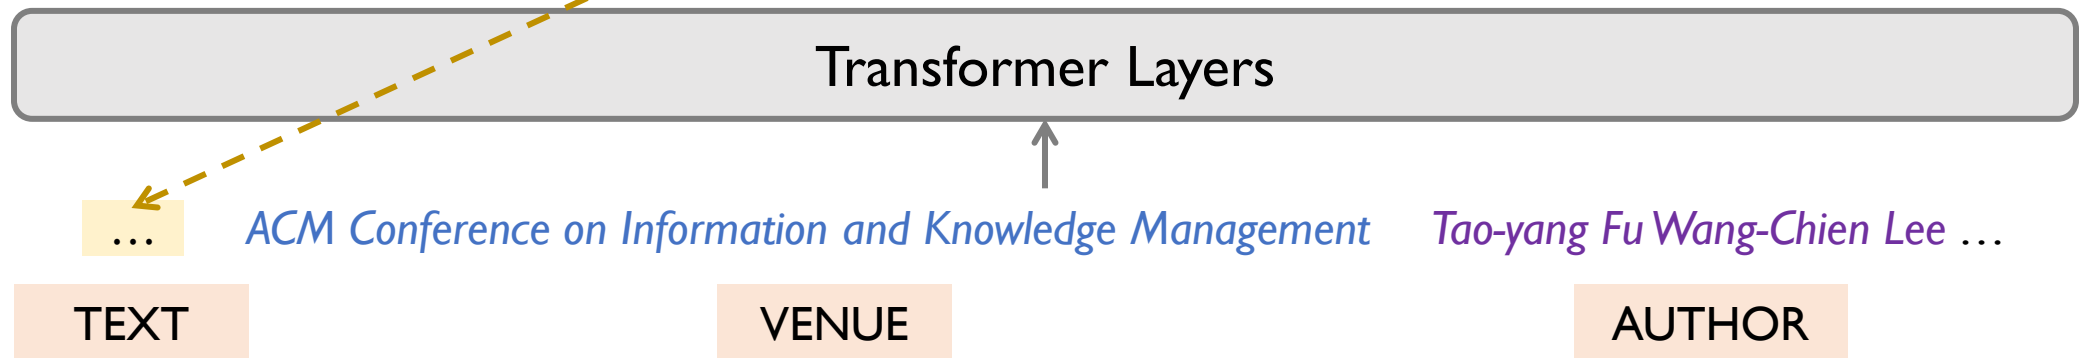 Transformer Layers
… ACM Conference on Information and Knowledge Management Tao-yang Fu Wang-Chien Lee …
TEXT VENUE AUTHOR